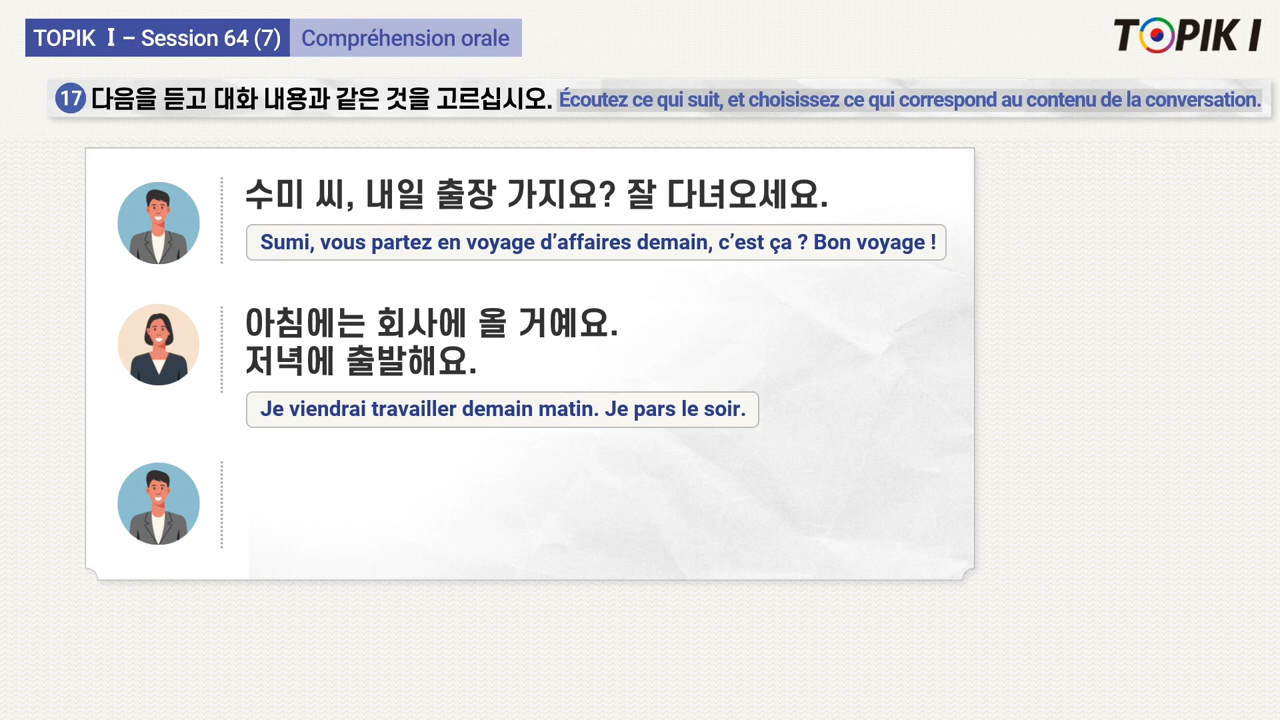 TOPIK Ⅰ – Session 64 (7) Compréhension orale
TOPIK I
17 다음을 듣고 대화 내용과 같은 것을 고르십시오. Écoutez ce qui suit, et choisissez ce qui correspond au contenu de la conversation.
수미 씨, 내일 출장 가지요? 잘 다녀오세요.
Sumi, vous partez en voyage d’affaires demain, c’est ça ? Bon voyage !
아침에는 회사에 올 거예요.
저녁에 출발해요.
Je viendrai travailler demain matin. Je pars le soir.